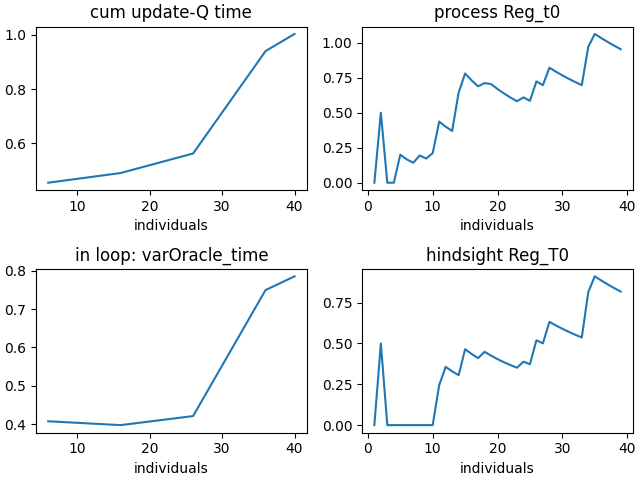 cum update-Q time
1.0
0.8
0.6
10 20 30 40
individuals
process Reg_t0
1.00
0.75
0.50
0.25
0.00
0 10 20 30 40
individuals
in loop: varOracle_time
0.8
0.7
0.6
0.5
0.4
10 20 30 40
individuals
hindsight Reg_T0
0.75
0.50
0.25
0.00
0 10 20 30 40
individuals